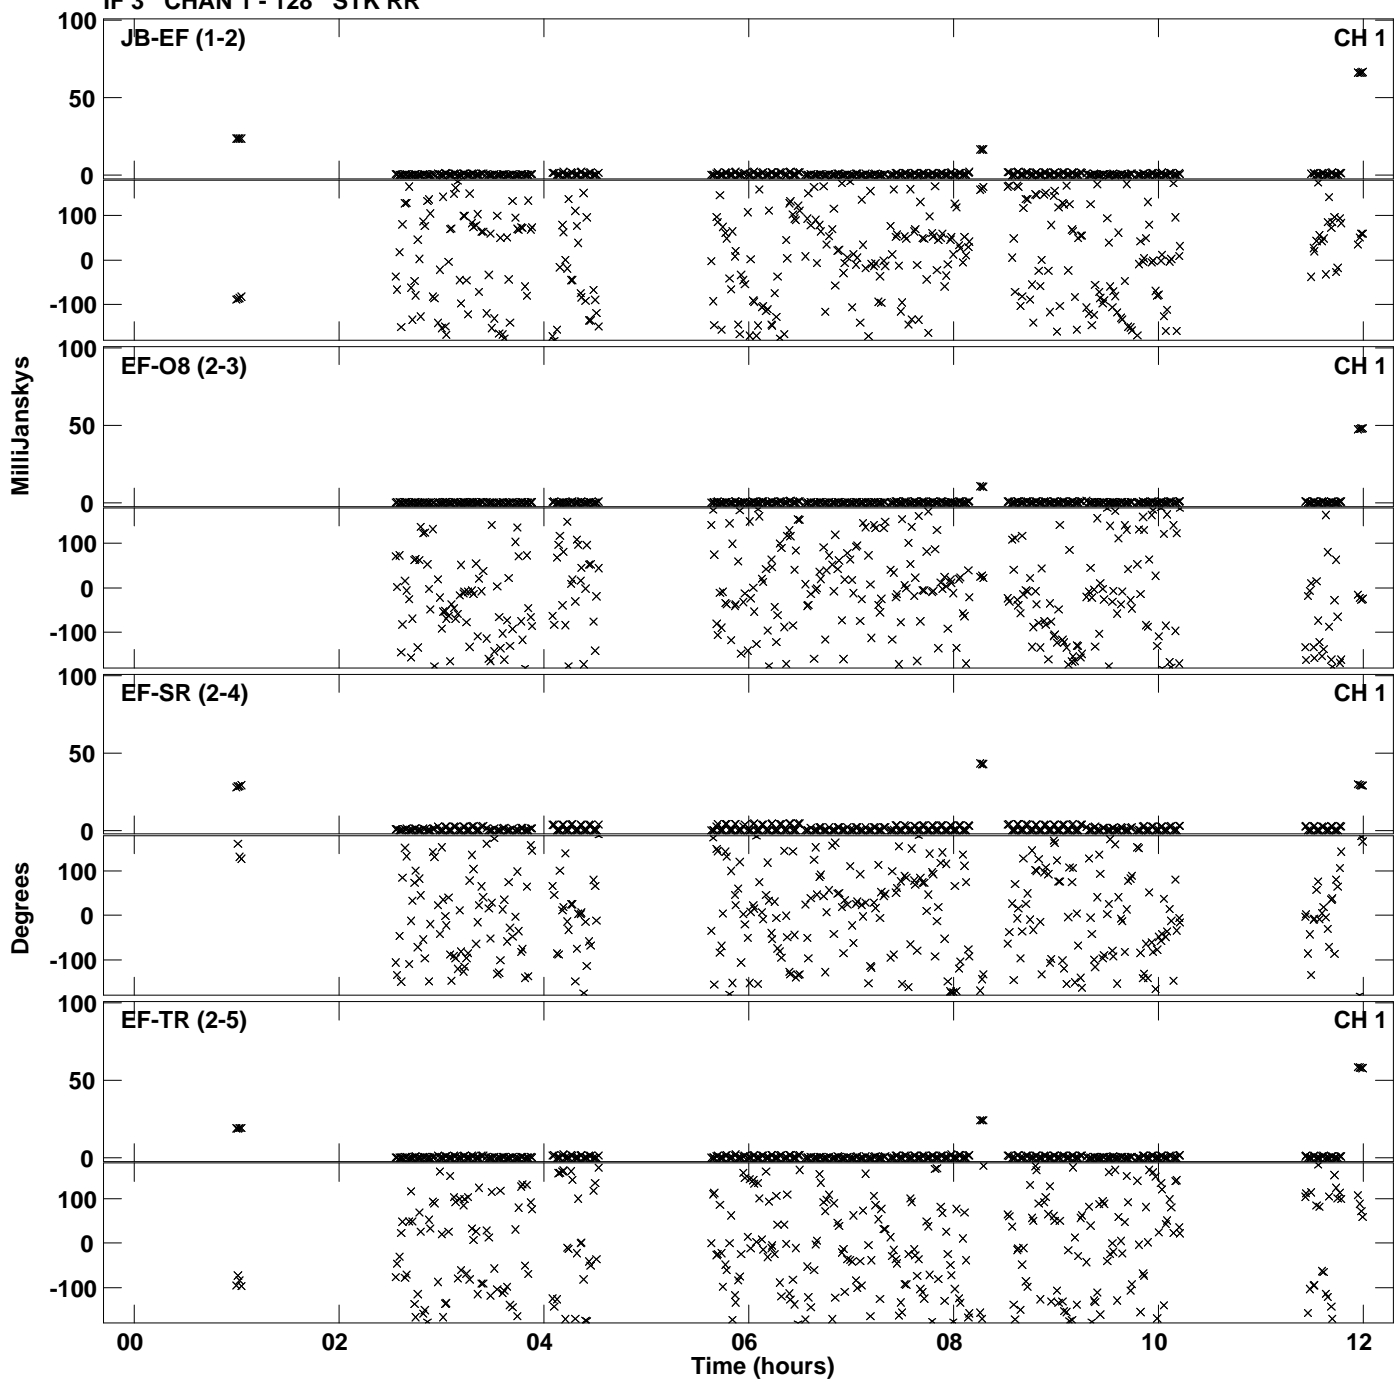 IF 3 CHAN 1 - 128 STK RR
100
JB-EF (1-2)
CH 1
50
0
100
0
-100
100
EF-O8 (2-3)
CH 1
50
0
100
0
-100
MilliJanskys
100
EF-SR (2-4)
CH 1
50
0
100
0
-100
Degrees
100
EF-TR (2-5)
CH 1
50
0
100
0
-100
00
02
04
06
08
10
12
Time (hours)